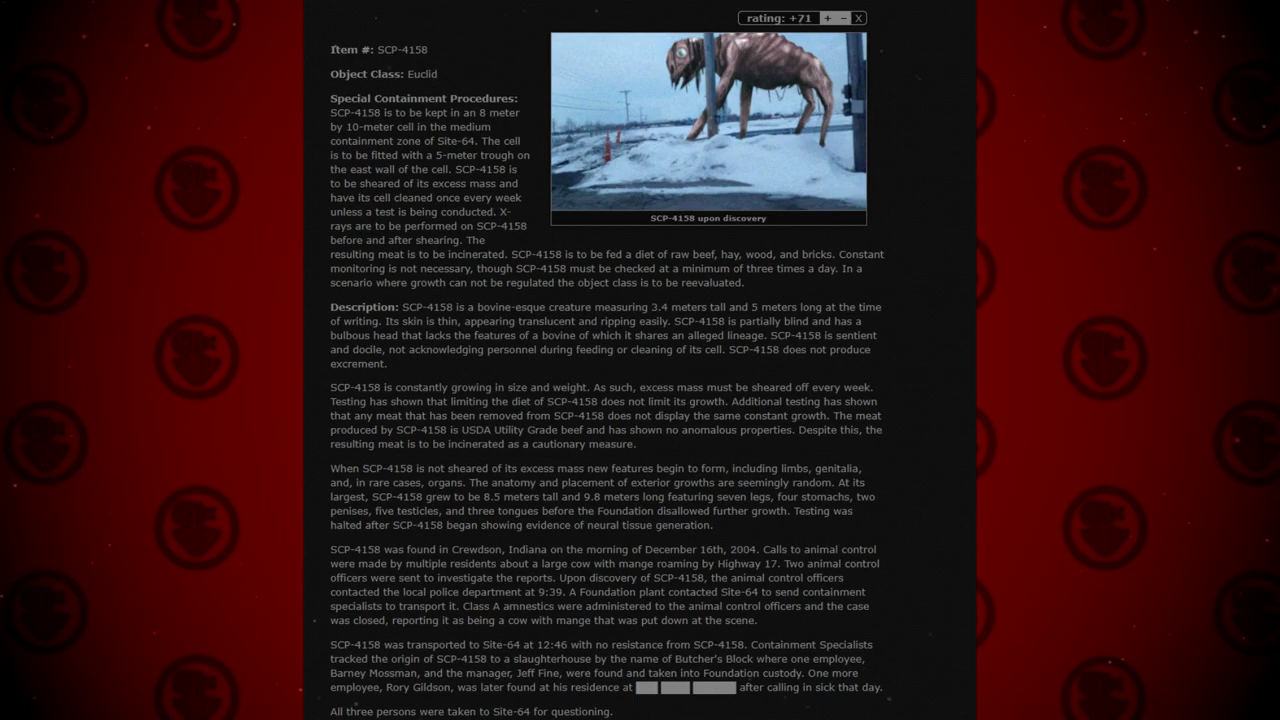 rating: +71 + − X
Item #: SCP-4158
Object Class: Euclid
Special Containment Procedures:
SCP-4158 is to be kept in an 8 meter
by 10-meter cell in the medium
containment zone of Site-64. The cell
is to be fitted with a 5-meter trough on
the east wall of the cell. SCP-4158 is
to be sheared of its excess mass and
have its cell cleaned once every week
unless a test is being conducted. X-
rays are to be performed on SCP-4158
before and after shearing. The
SCP-4158 upon discovery
resulting meat is to be incinerated. SCP-4158 is to be fed a diet of raw beef, hay, wood, and bricks. Constant
monitoring is not necessary, though SCP-4158 must be checked at a minimum of three times a day. In a
scenario where growth can not be regulated the object class is to be reevaluated.
Description: SCP-4158 is a bovine-esque creature measuring 3.4 meters tall and 5 meters long at the time
of writing. Its skin is thin, appearing translucent and ripping easily. SCP-4158 is partially blind and has a
bulbous head that lacks the features of a bovine of which it shares an alleged lineage. SCP-4158 is sentient
and docile, not acknowledging personnel during feeding or cleaning of its cell. SCP-4158 does not produce
excrement.
SCP-4158 is constantly growing in size and weight. As such, excess mass must be sheared off every week.
Testing has shown that limiting the diet of SCP-4158 does not limit its growth. Additional testing has shown
that any meat that has been removed from SCP-4158 does not display the same constant growth. The meat
produced by SCP-4158 is USDA Utility Grade beef and has shown no anomalous properties. Despite this, the
resulting meat is to be incinerated as a cautionary measure.
When SCP-4158 is not sheared of its excess mass new features begin to form, including limbs, genitalia,
and, in rare cases, organs. The anatomy and placement of exterior growths are seemingly random. At its
largest, SCP-4158 grew to be 8.5 meters tall and 9.8 meters long featuring seven legs, four stomachs, two
penises, five testicles, and three tongues before the Foundation disallowed further growth. Testing was
halted after SCP-4158 began showing evidence of neural tissue generation.
SCP-4158 was found in Crewdson, Indiana on the morning of December 16th, 2004. Calls to animal control
were made by multiple residents about a large cow with mange roaming by Highway 17. Two animal control
officers were sent to investigate the reports. Upon discovery of SCP-4158, the animal control officers
contacted the local police department at 9:39. A Foundation plant contacted Site-64 to send containment
specialists to transport it. Class A amnestics were administered to the animal control officers and the case
was closed, reporting it as being a cow with mange that was put down at the scene.
SCP-4158 was transported to Site-64 at 12:46 with no resistance from SCP-4158. Containment Specialists
tracked the origin of SCP-4158 to a slaughterhouse by the name of Butcher's Block where one employee,
Barney Mossman, and the manager, Jeff Fine, were found and taken into Foundation custody. One more
employee, Rory Gildson, was later found at his residence at ███ ████ ██████ after calling in sick that day.
All three persons were taken to Site-64 for questioning.